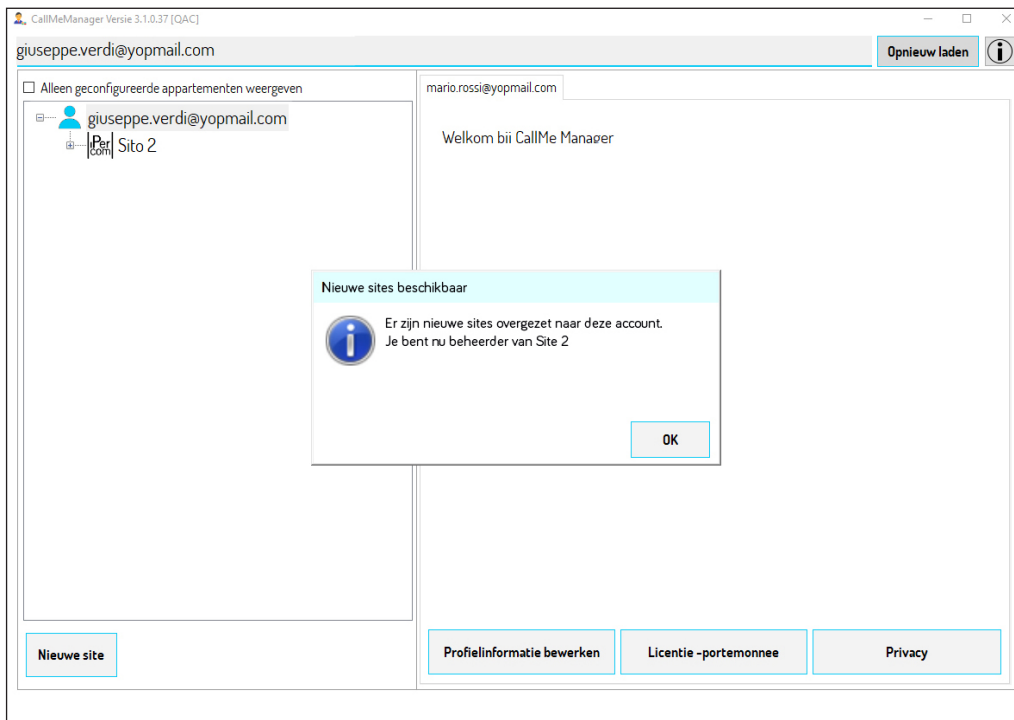 CallMeManager Versie 3.1.0.37 [QAC]
giuseppe.verdi@yopmail.com
Opnieuw laden
Alleen geconfigureerde appartementen weergeven
mario.rossi@yopmail.com
giuseppe.verdi@yopmail.com
iPer com Sito 2
Welkom bij CallMe Manager
Nieuwe sites beschikbaar
Er zijn nieuwe sites overgezet naar deze account.
Je bent nu beheerder van Site 2
OK
Nieuwe site
Profielinformatie bewerken
Licentie -portemonnee
Privacy